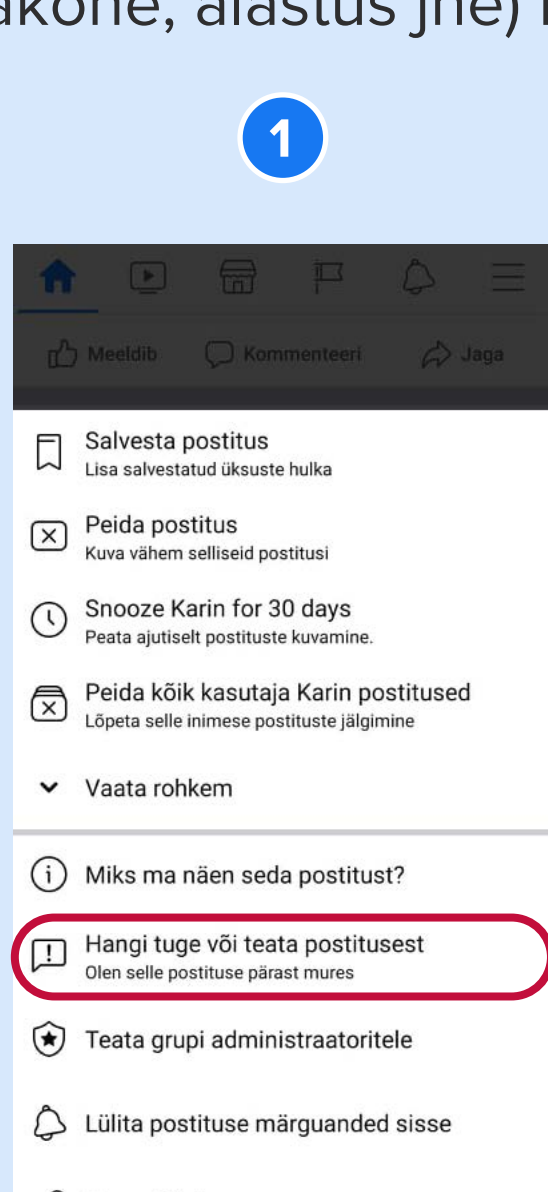 alastus jne)
1
Meeldib Kommenteeri Jaga
Salvesta postitus
Lisa salvestatud üksuste hulka
Peida postitus
Kuva vähem selliseid postitusi
Snooze Karin for 30 days
Peata ajutiselt postituste kuvamine.
Peida kõik kasutaja Karin postitused
Lõpeta selle inimese postituste jälgimine
Vaata rohkem
Miks ma näen seda postitust?
Hangi tuge või teata postitusest
Olen selle postituse pärast mures
Teata grupi administraatoritele
Lülita postituse märguanded sisse